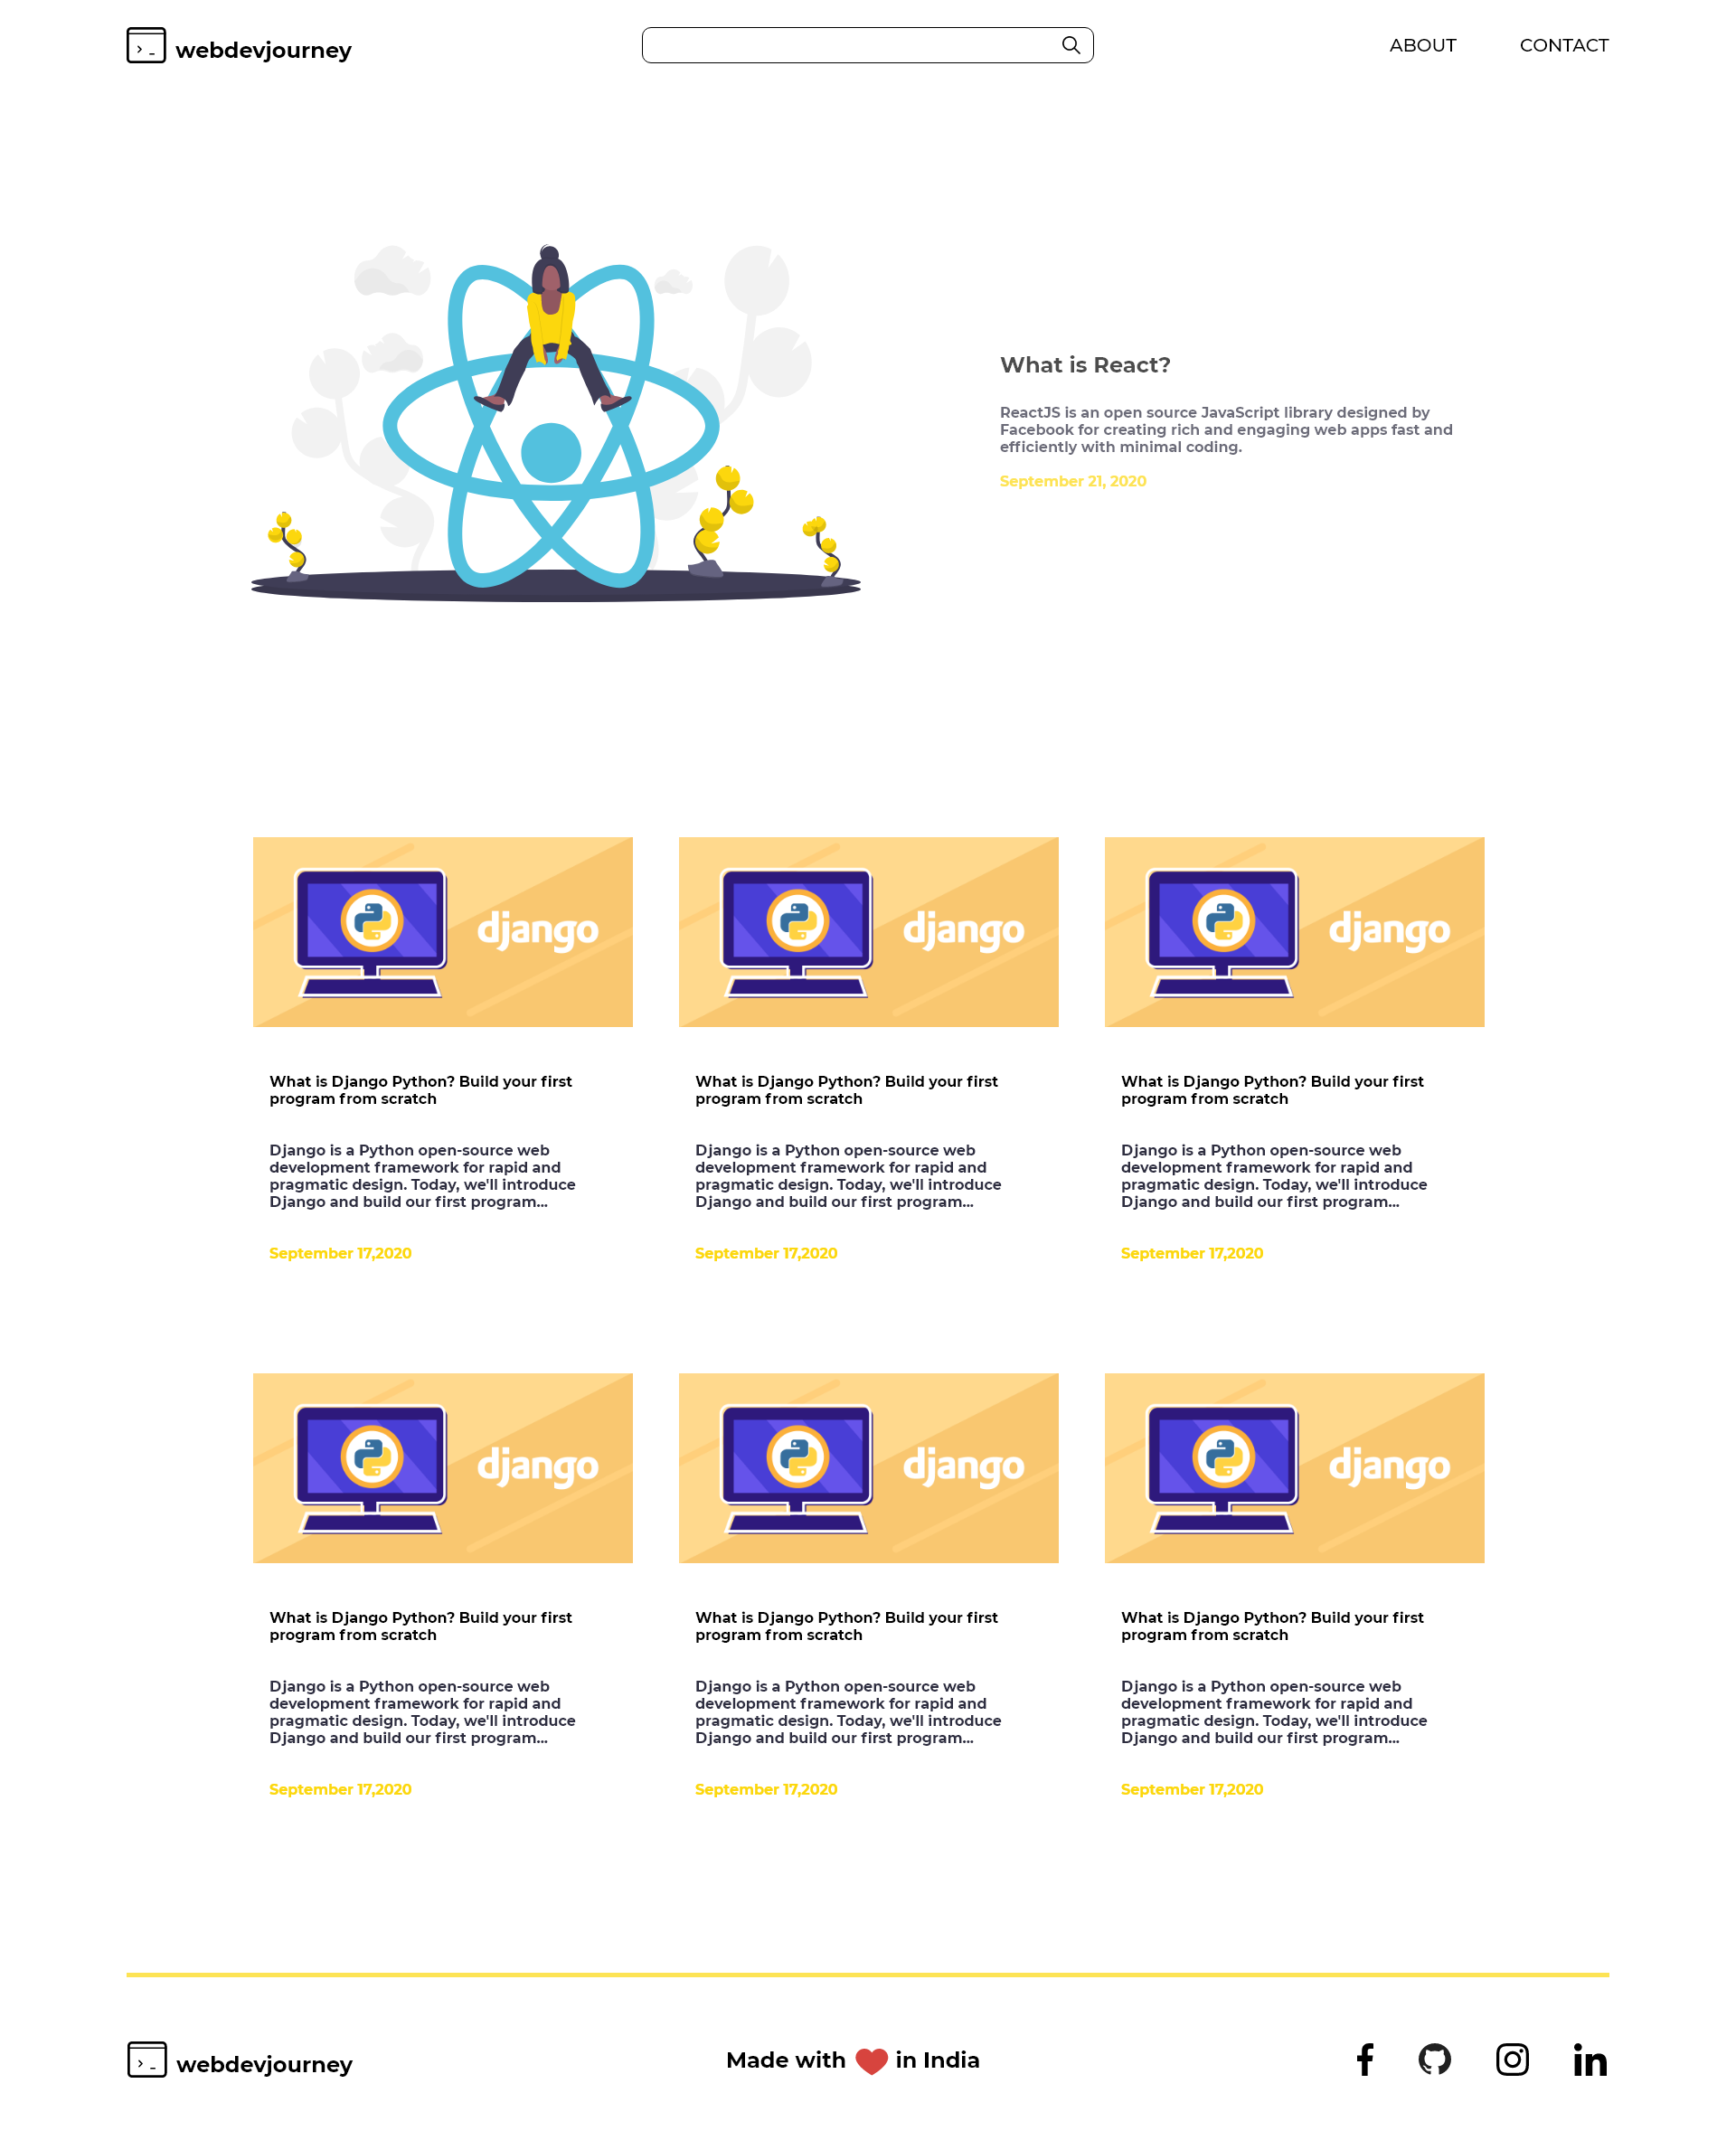 webdevjourney
ABOUT
CONTACT
What is React?
ReactJS is an open source JavaScript library designed by
Facebook for creating rich and engaging web apps fast and
efficiently with minimal coding.
September 21, 2020
django
django
django
What is Django Python? Build your first
program from scratch
Django is a Python open-source web
development framework for rapid and
pragmatic design. Today, we'll introduce
Django and build our first program...
September 17,2020
What is Django Python? Build your first
program from scratch
Django is a Python open-source web
development framework for rapid and
pragmatic design. Today, we'll introduce
Django and build our first program...
September 17,2020
What is Django Python? Build your first
program from scratch
Django is a Python open-source web
development framework for rapid and
pragmatic design. Today, we'll introduce
Django and build our first program...
September 17,2020
django
django
django
What is Django Python? Build your first
program from scratch
Django is a Python open-source web
development framework for rapid and
pragmatic design. Today, we'll introduce
Django and build our first program...
September 17,2020
What is Django Python? Build your first
program from scratch
Django is a Python open-source web
development framework for rapid and
pragmatic design. Today, we'll introduce
Django and build our first program...
September 17,2020
What is Django Python? Build your first
program from scratch
Django is a Python open-source web
development framework for rapid and
pragmatic design. Today, we'll introduce
Django and build our first program...
September 17,2020
webdevjourney
Made with ❤ in India